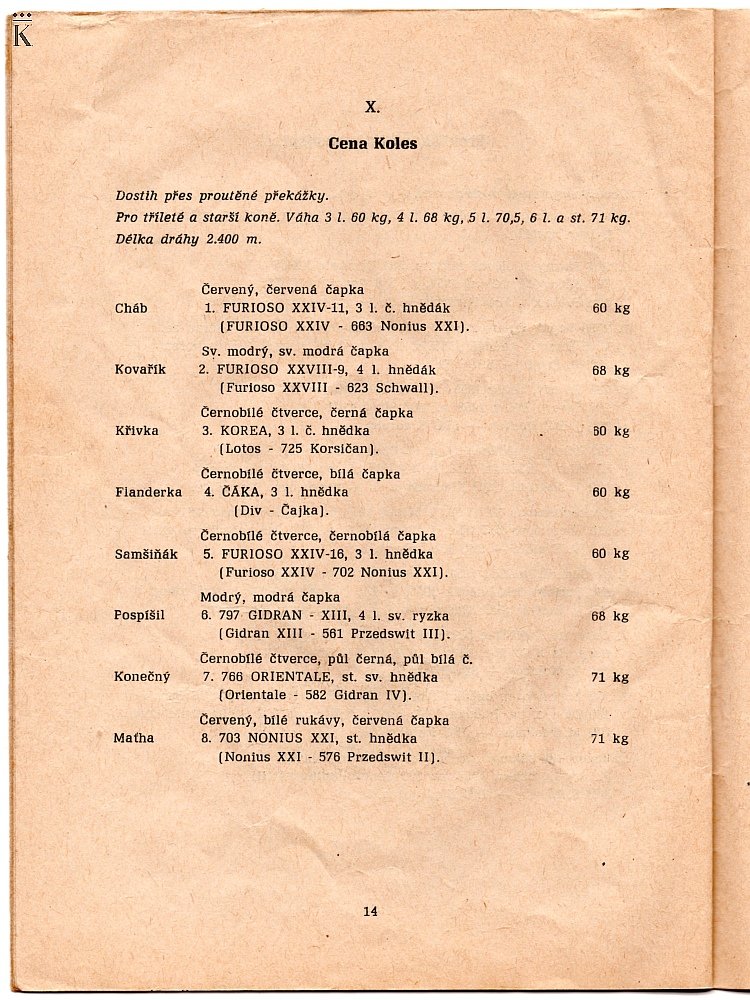 K
X.
Cena Koles
Dostih přes proutěné překážky.
Pro tříleté a starší koně. Váha 3 l. 60 kg, 4 l. 68 kg, 5 l. 70,5, 6 l. a st. 71 kg.
Délka dráhy 2.400 m.
Červený, červená čapka
Cháb 1. FURIOSO XXIV-11, 3 l. č. hnědák 60 kg
(FURIOSO XXIV - 663 Nonius XXI).
Sv. modrý, sv. modrá čapka
Kovařík 2. FURIOSO XXVIII-9, 4 l. hnědák 68 kg
(Furioso XXVIII - 623 Schwall).
Černobílé čtverce, černá čapka
Křivka 3. KOREA, 3 l. č. hnědka 60 kg
(Lotos - 725 Korsičan).
Černobílé čtverce, bílá čapka
Flanderka 4. ČÁKA, 3 l. hnědka 60 kg
(Div - Čajka).
Černobílé čtverce, černobílá čapka
Samšiňák 5. FURIOSO XXIV-16, 3 l. hnědka 60 kg
(Furioso XXIV - 702 Nonius XXI).
Modrý, modrá čapka
Pospíšil 6. 797 GIDRAN - XIII, 4 l. sv. ryzka 68 kg
(Gidran XIII - 561 Przedswit III).
Černobílé čtverce, půl černá, půl bílá č.
Konečný 7. 766 ORIENTALE, st. sv. hnědka 71 kg
(Orientale - 582 Gidran IV).
Červený, bílé rukávy, červená čapka
Maťha 8. 703 NONIUS XXI, st. hnědka 71 kg
(Nonius XXI - 576 Przedswit II).
14